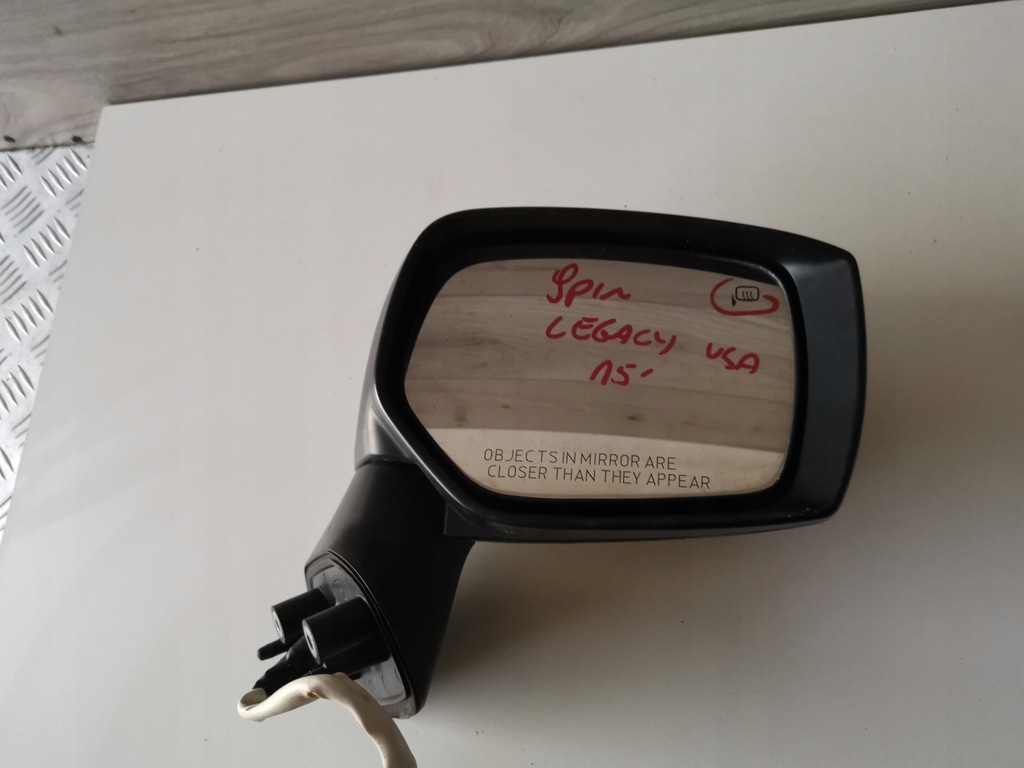 9pin
LEGACY USA
15'
OBJECTS IN MIRROR ARE
CLOSER THAN THEY APPEAR